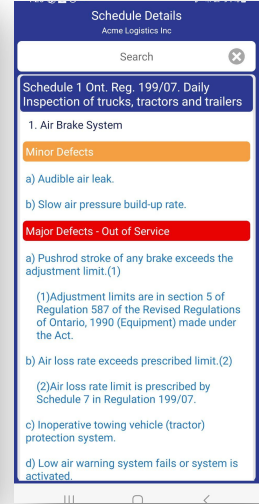 Schedule Details
Acme Logistics Inc
Search
Schedule 1 Ont. Reg. 199/07. Daily
Inspection of trucks, tractors and trailers
1. Air Brake System
Minor Defects
a) Audible air leak.
b) Slow air pressure build-up rate.
Major Defects - Out of Service
a) Pushrod stroke of any brake exceeds the
adjustment limit.(1)
(1)Adjustment limits are in section 5 of
Regulation 587 of the Revised Regulations
of Ontario, 1990 (Equipment) made under
the Act.
b) Air loss rate exceeds prescribed limit.(2)
(2)Air loss rate limit is prescribed by
Schedule 7 in Regulation 199/07.
c) Inoperative towing vehicle (tractor)
protection system.
d) Low air warning system fails or system is
activated.